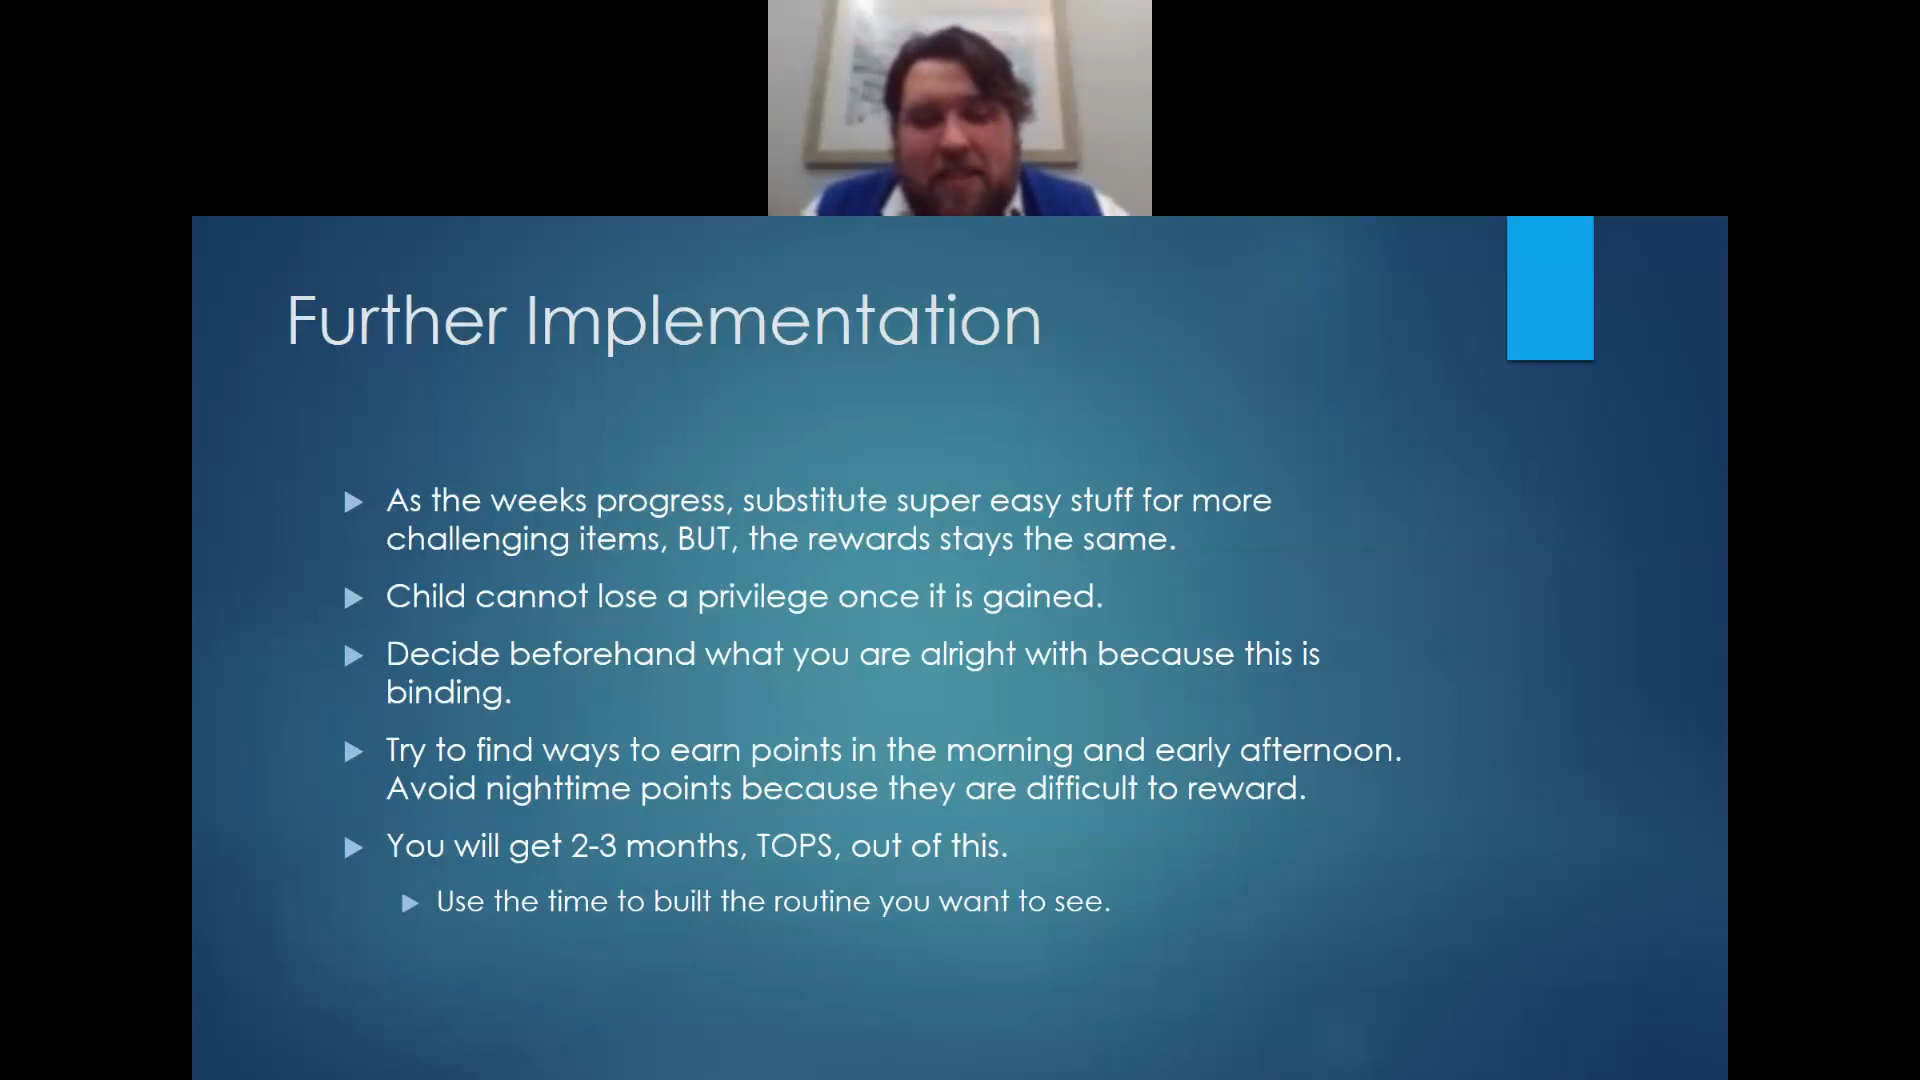 Further Implementation
As the weeks progress, substitute super easy stuff for more
challenging items, BUT, the rewards stays the same.
Child cannot lose a privilege once it is gained.
Decide beforehand what you are alright with because this is
binding.
Try to find ways to earn points in the morning and early afternoon.
Avoid nighttime points because they are difficult to reward.
You will get 2-3 months, TOPS, out of this.
Use the time to built the routine you want to see.